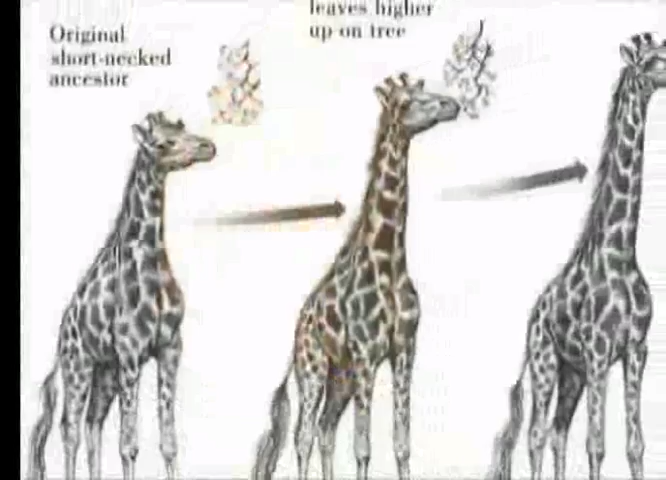 Original
short-necked
ancestor
leaves higher
up on tree